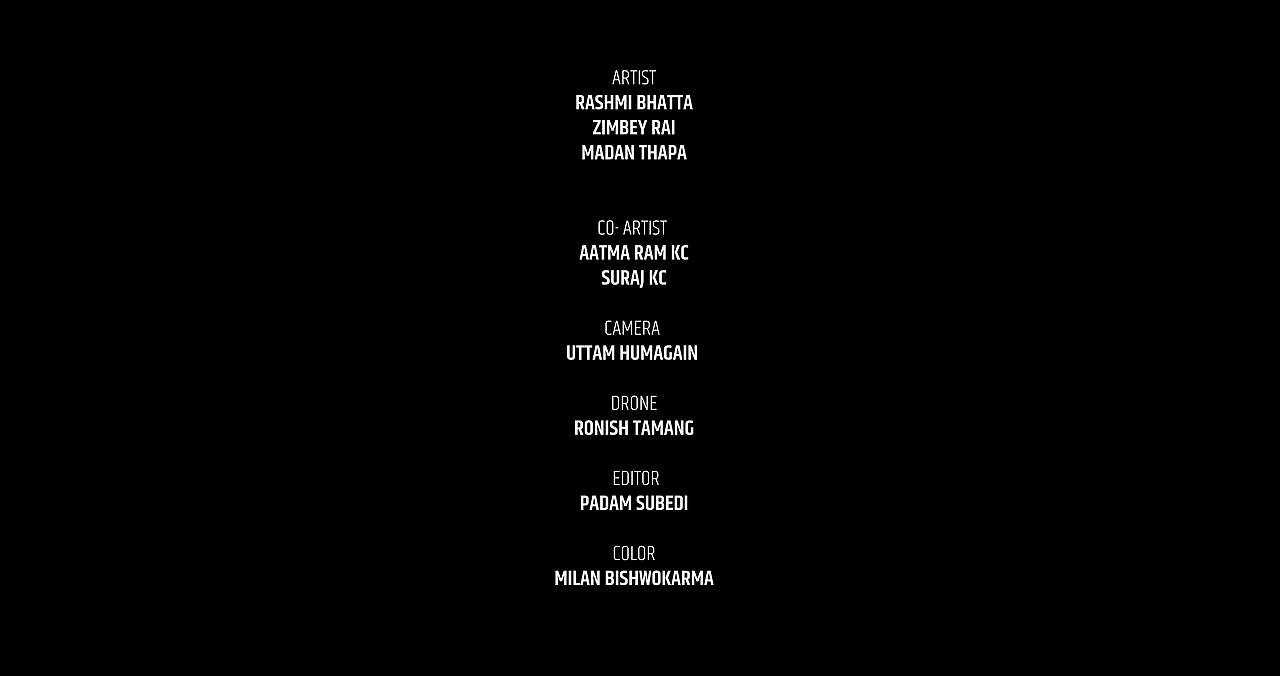 ARTIST
RASHMI BHATTA
ZIMBEY RAI
MADAN THAPA
CO- ARTIST
AATMA RAM KC
SURAJ KC
CAMERA
UTTAM HUMAGAIN
DRONE
RONISH TAMANG
EDITOR
PADAM SUBEDI
COLOR
MILAN BISHWOKARMA